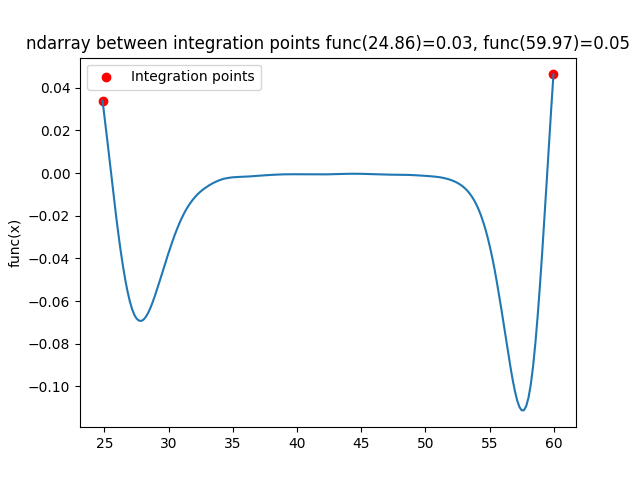 ndarray between integration points func(24.86)=0.03, func(59.97)=0.05
Integration points
func(x)
0.04
0.02
0.00
−0.02
−0.04
−0.06
−0.08
−0.10
25 30 35 40 45 50 55 60